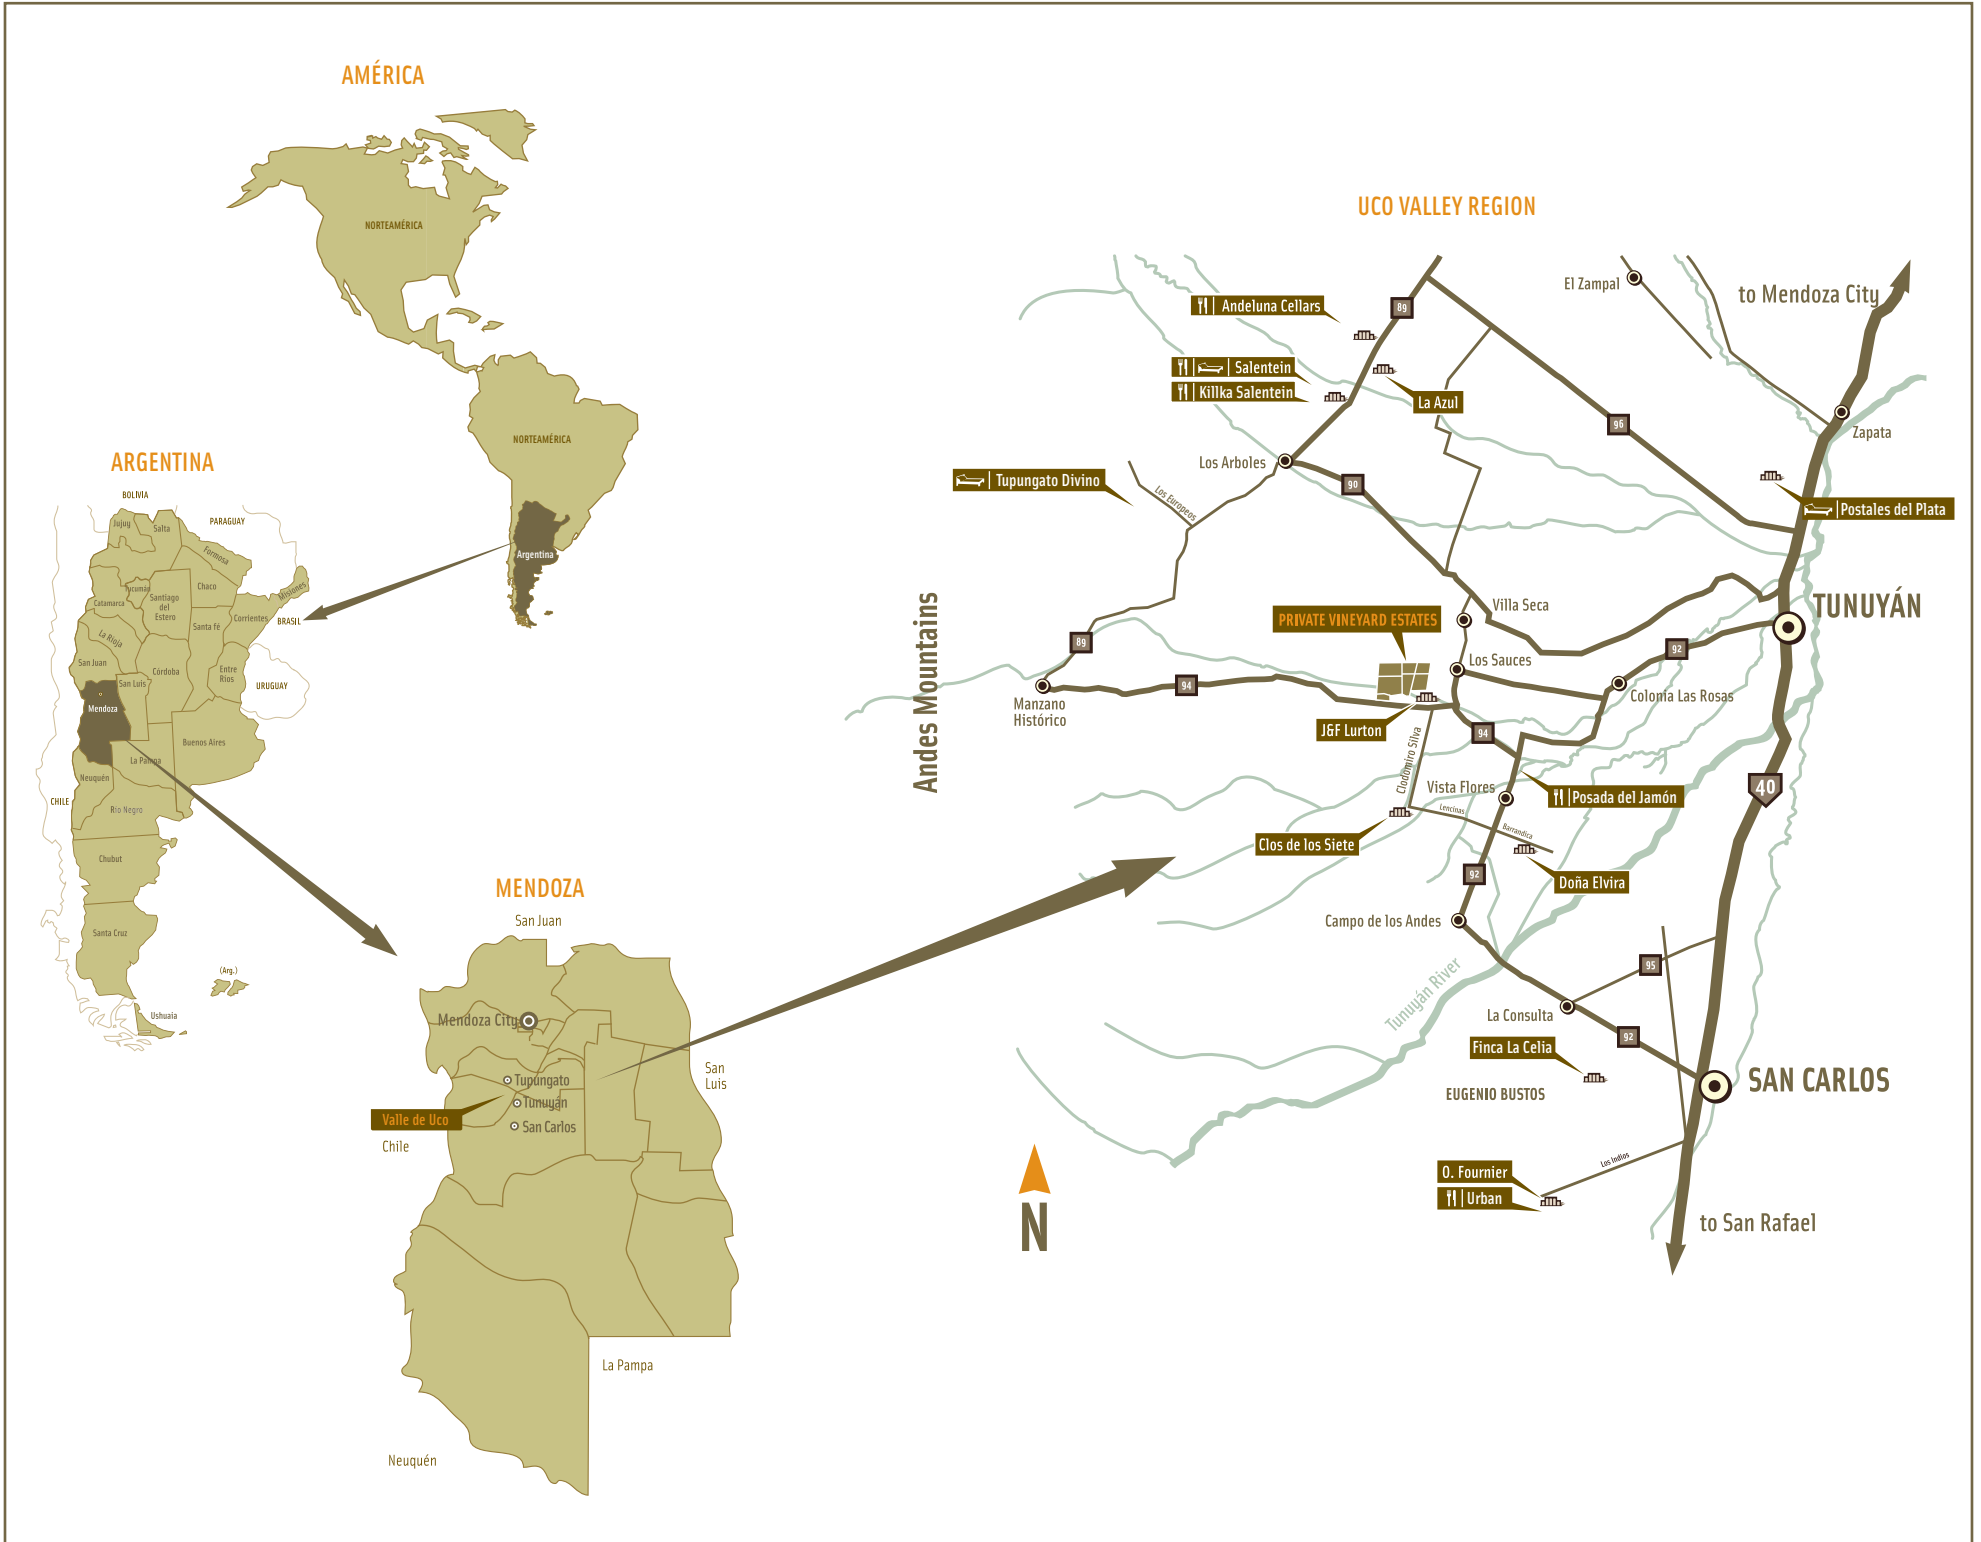 AMÉRICA
NORTEAMÉRICA
NORTEAMÉRICA
Argentina
ARGENTINA
BOLIVIA
PARAGUAY
Jujuy
Salta
Formosa
Tucumán
Catamarca
Santiago
del
Estero
Chaco
Misiones
Corrientes
BRASIL
Santa fé
La Rioja
San Juan
Córdoba
Entre
Rios
San Luis
URUGUAY
Mendoza
Buenos Aires
La Pampa
Neuquén
CHILE
Río Negro
Chubut
Santa Cruz
(Arg.)
Ushuaia
MENDOZA
San Juan
Mendoza City
San
Luis
Tupungato
Tunuyán
Valle de Uco
San Carlos
Chile
La Pampa
Neuquén
UCO VALLEY REGION
El Zampal
to Mendoza City
Andeluna Cellars
89
Salentein
Killka Salentein
La Azul
96
Zapata
Los Arboles
90
Tupungato Divino
Los Europeos
Postales del Plata
Andes Mountains
PRIVATE VINEYARD ESTATES
Villa Seca
TUNUYÁN
89
92
Los Sauces
94
Manzano
Histórico
Colonia Las Rosas
J&F Lurton
94
Clodomiro Silva
Vista Flores
40
Posada del Jamón
Lencinas
Barrandica
Clos de los Siete
92
Doña Elvira
Campo de los Andes
95
Tunuyán River
La Consulta
92
Finca La Celia
SAN CARLOS
EUGENIO BUSTOS
N
Los Indios
O. Fournier
Urban
to San Rafael